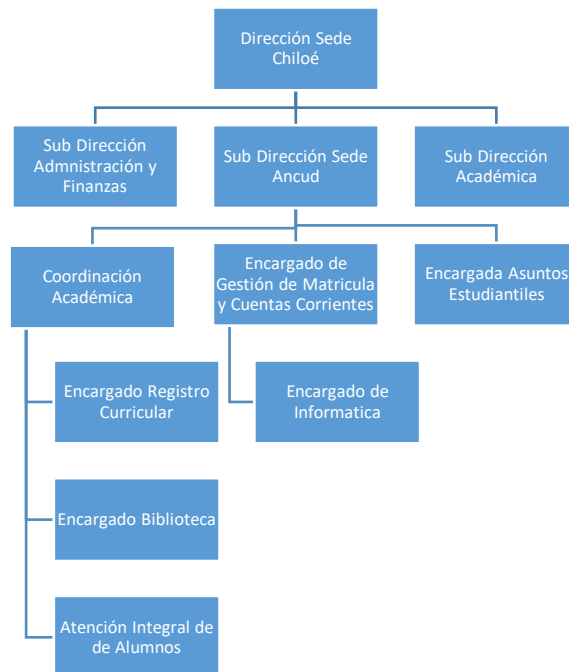 Dirección Sede
Chiloé
Sub Dirección
Admnistración y
Finanzas
Sub Dirección Sede
Ancud
Sub Dirección
Académica
Coordinación
Académica
Encargado de
Gestión de Matricula
y Cuentas Corrientes
Encargada Asuntos
Estudiantiles
Encargado Registro
Curricular
Encargado de
Informatica
Encargado Biblioteca
Atención Integral de
de Alumnos